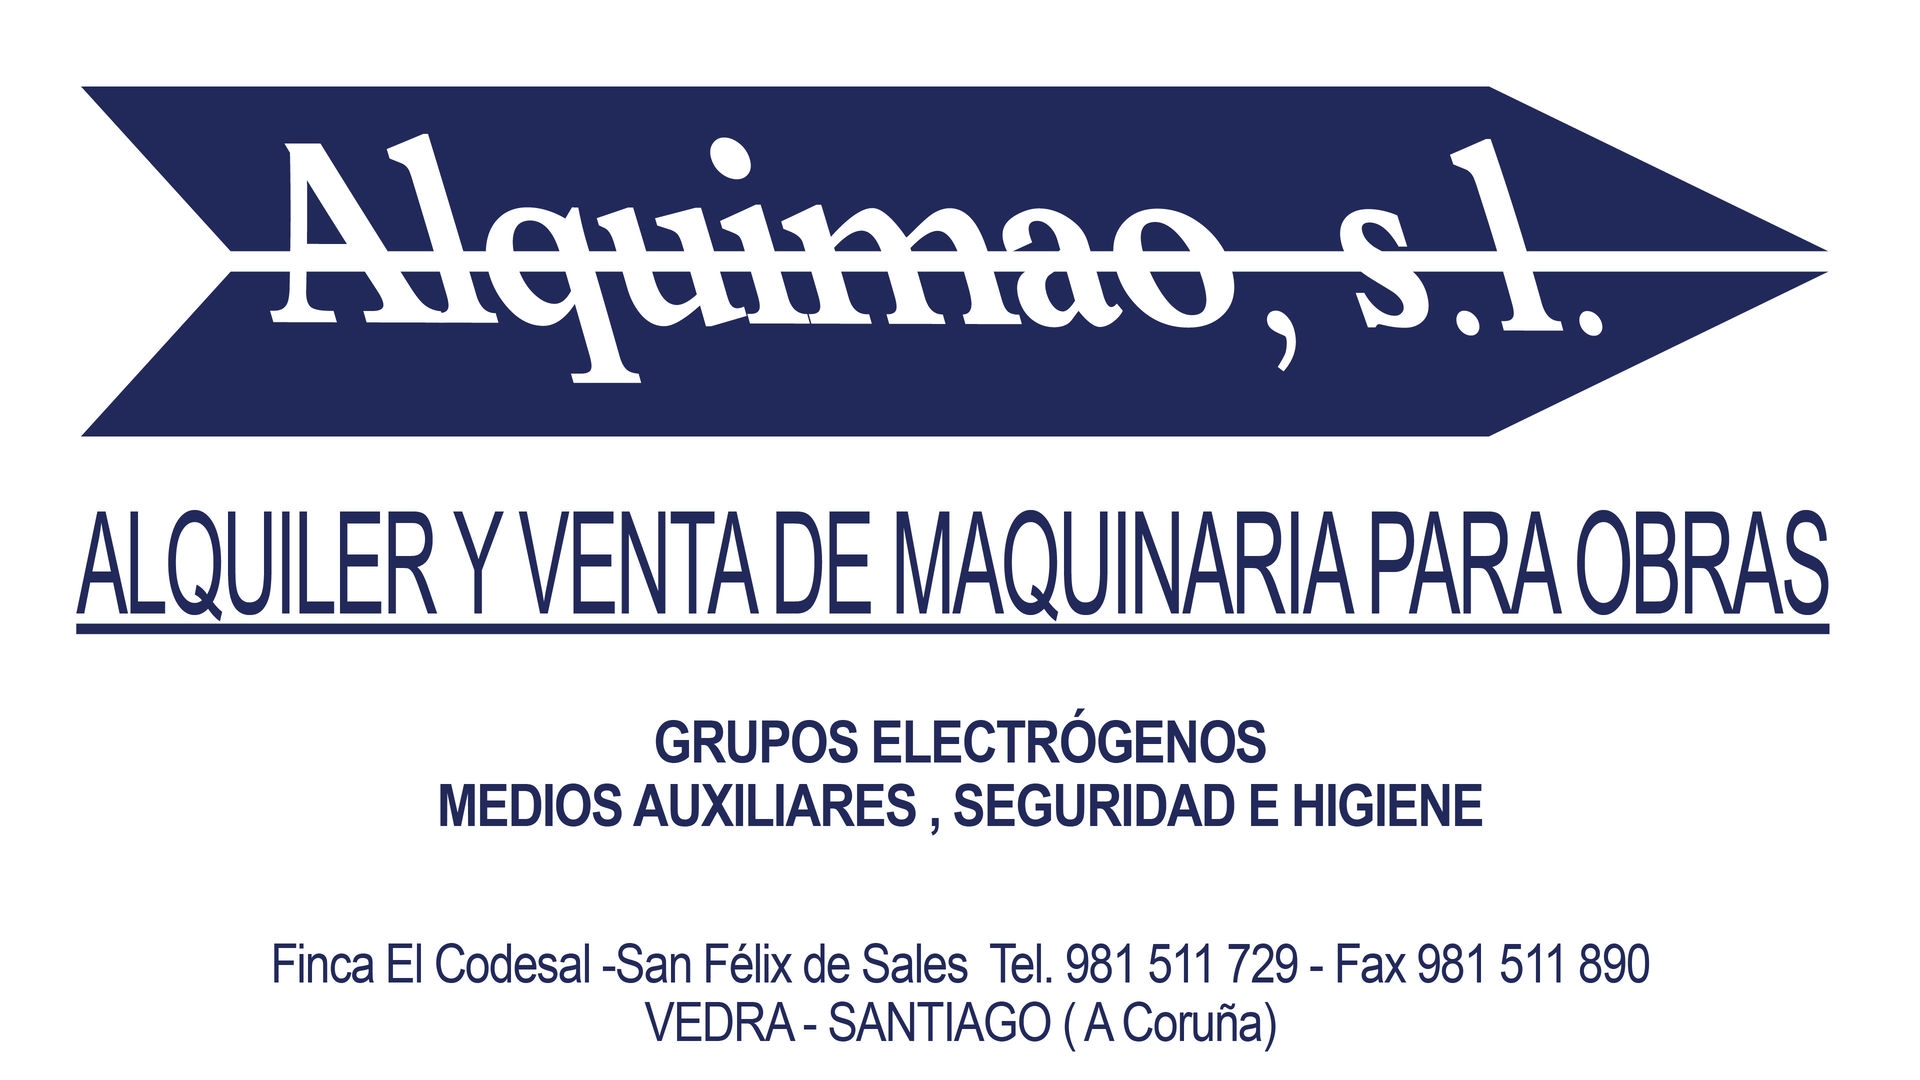 Alquimao, s.l.
ALQUILER Y VENTA DE MAQUINARIA PARA OBRAS
GRUPOS ELECTRÓGENOS
MEDIOS AUXILIARES , SEGURIDAD E HIGIENE
Finca El Codesal -San Félix de Sales Tel. 981 511 729 - Fax 981 511 890
VEDRA - SANTIAGO ( A Coruña)